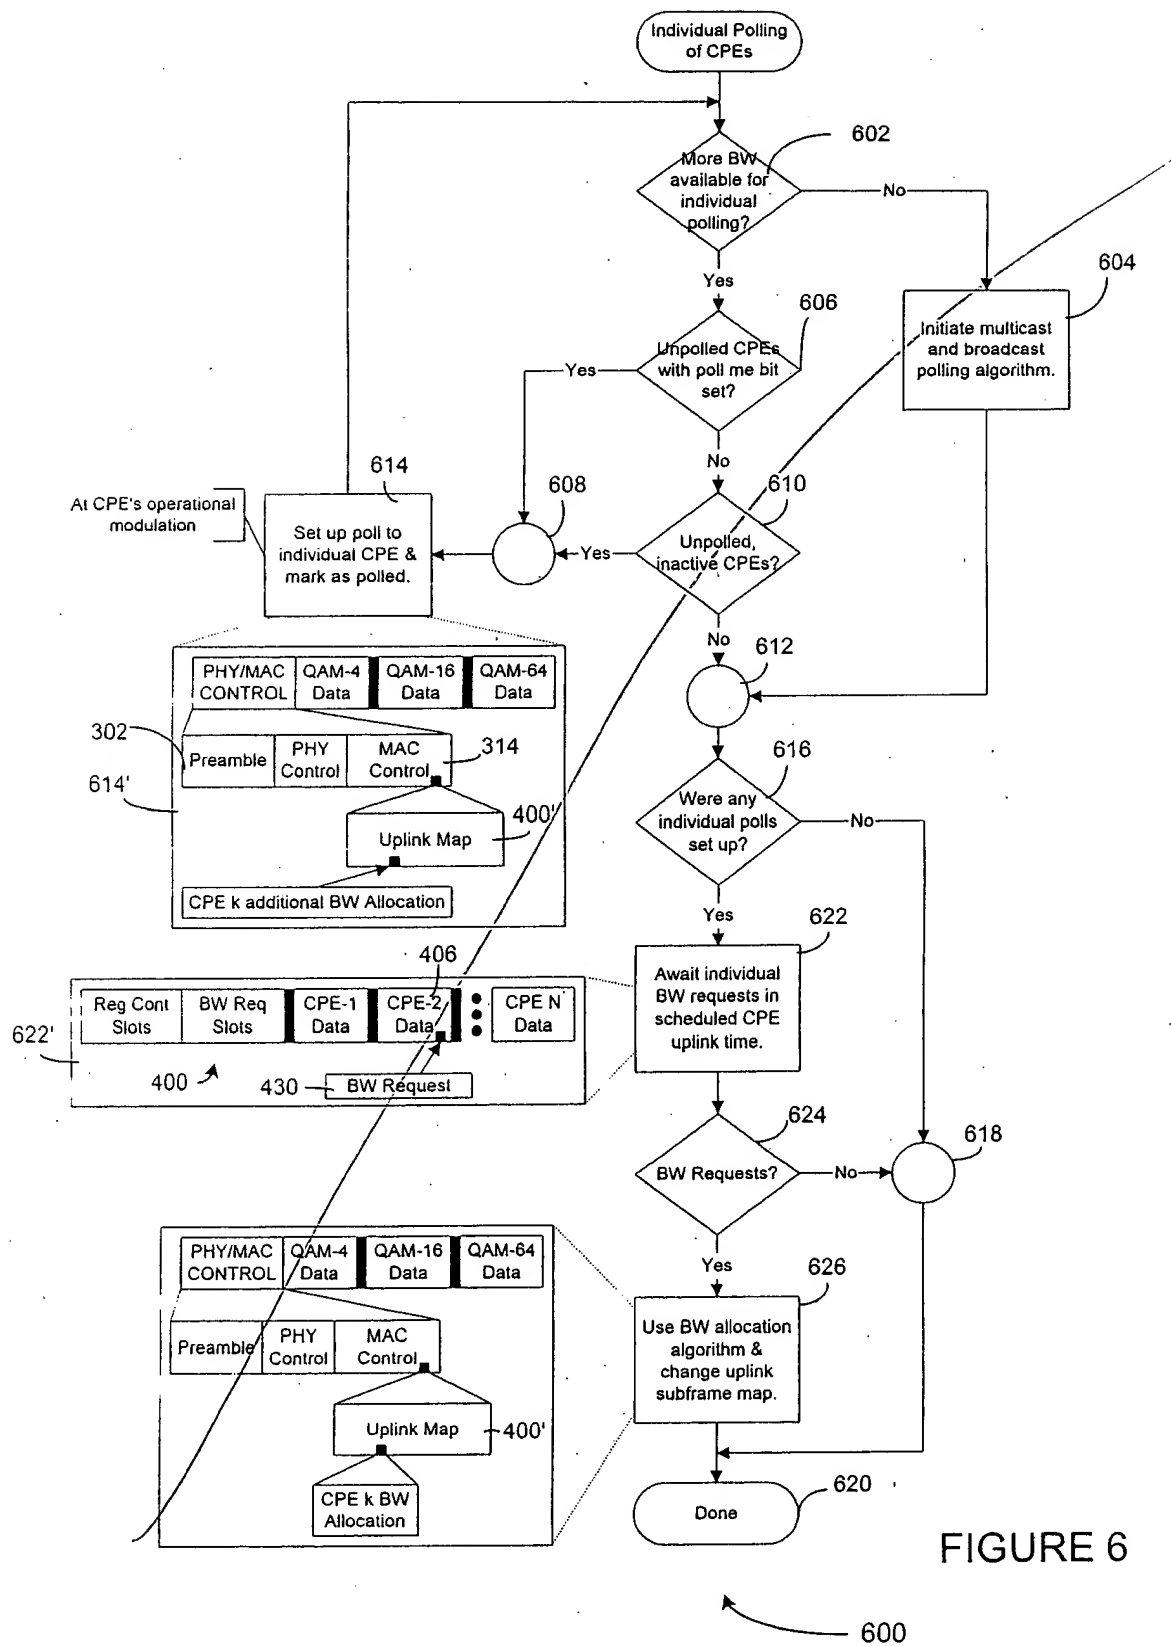 Individual Polling
of CPEs
602
More BW
available for
individual
polling?
No
Yes
604
Initiate multicast
and broadcast
polling algorithm.
606
Unpolled CPEs
with poll me bit
set?
Yes
No
614
At CPE's operational
modulation
Set up poll to
individual CPE &
mark as polled.
608
610
Unpolled,
inactive CPEs?
Yes
No
612
PHY/MAC
CONTROL
QAM-4
Data
QAM-16
Data
QAM-64
Data
302
Preamble
PHY
Control
MAC
Control
314
614'
Uplink Map
400'
CPE k additional BW Allocation
616
Were any
individual polls
set up?
No
Yes
622
Await individual
BW requests in
scheduled CPE
uplink time.
406
Reg Cont
Slots
BW Req
Slots
CPE-1
Data
CPE-2
Data
CPE N
Data
622'
400
430
BW Request
624
BW Requests?
No
Yes
618
626
Use BW allocation
algorithm &
change uplink
subframe map.
PHY/MAC
CONTROL
QAM-4
Data
QAM-16
Data
QAM-64
Data
Preamble
PHY
Control
MAC
Control
Uplink Map
400'
CPE k BW
Allocation
620
Done
FIGURE 6
600